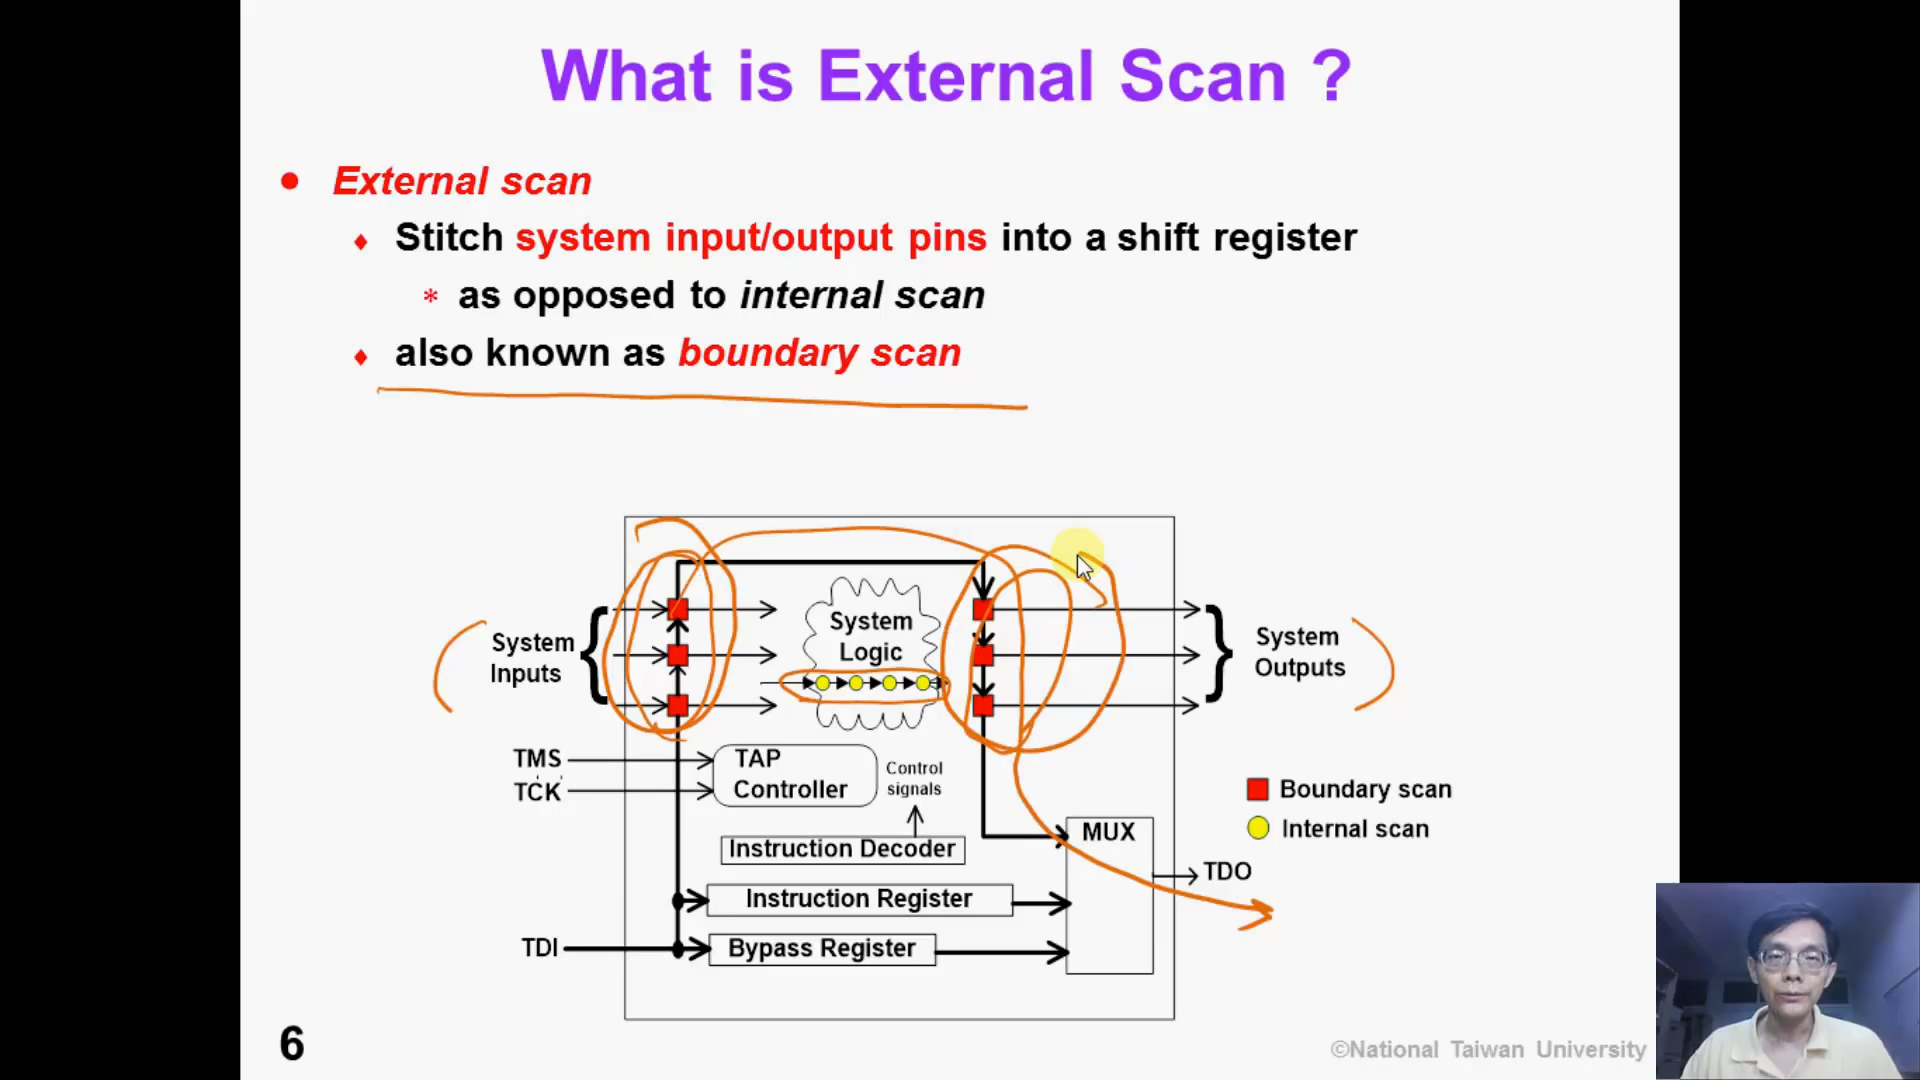 What is External Scan ?
• External scan
♦ Stitch system input/output pins into a shift register
* as opposed to internal scan
♦ also known as boundary scan
System
Inputs
System
Logic
System
Outputs
TMS
TCK
TAP
Controller
Control
signals
Boundary scan
Internal scan
MUX
Instruction Decoder
TDO
Instruction Register
TDI
Bypass Register
6
©National Taiwan University